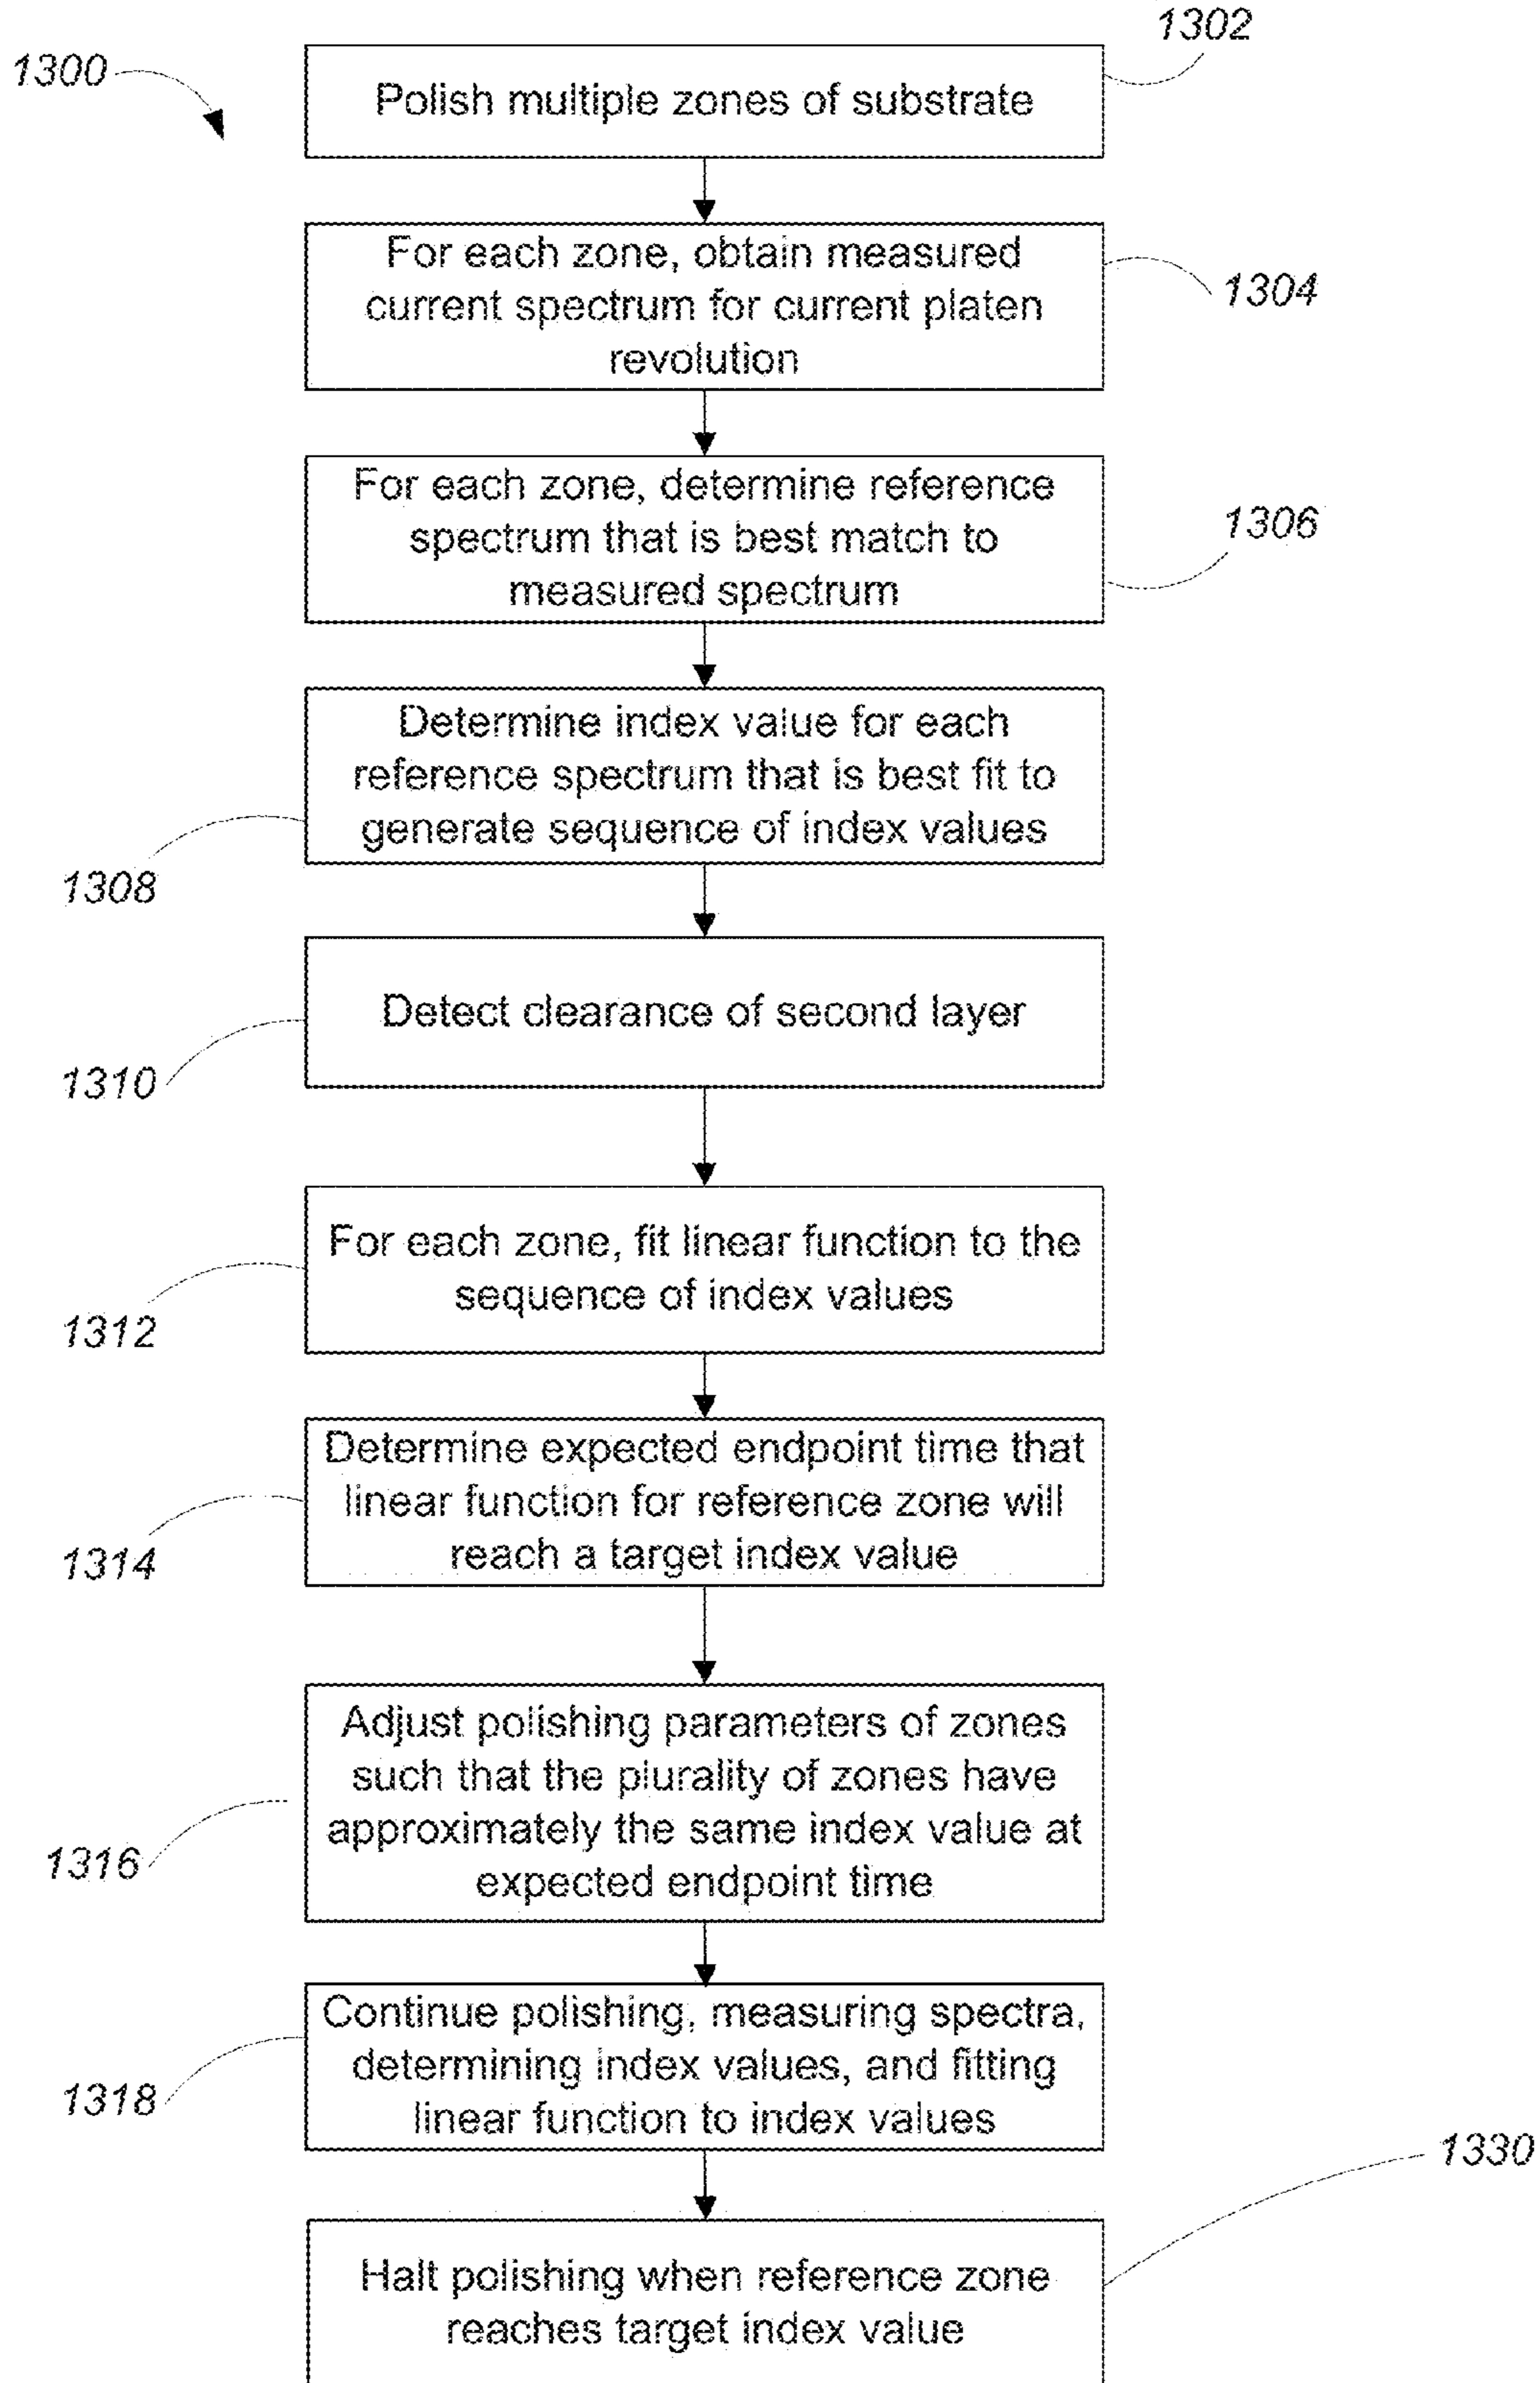 1302
1300
Polish multiple zones of substrate
For each zone, obtain measured
current spectrum for current platen
revolution
1304
For each zone, determine reference
spectrum that is best match to
measured spectrum
1306
Determine index value for each
reference spectrum that is best fit to
generate sequence of index values
1308
Detect clearance of second layer
1310
For each zone, fit linear function to the
sequence of index values
1312
Determine expected endpoint time that
linear function for reference zone will
reach a target index value
1314
Adjust polishing parameters of zones
such that the plurality of zones have
approximately the same index value at
expected endpoint time
1316
Continue polishing, measuring spectra,
determining index values, and fitting
linear function to index values
1318
1330
Halt polishing when reference zone
reaches target index value